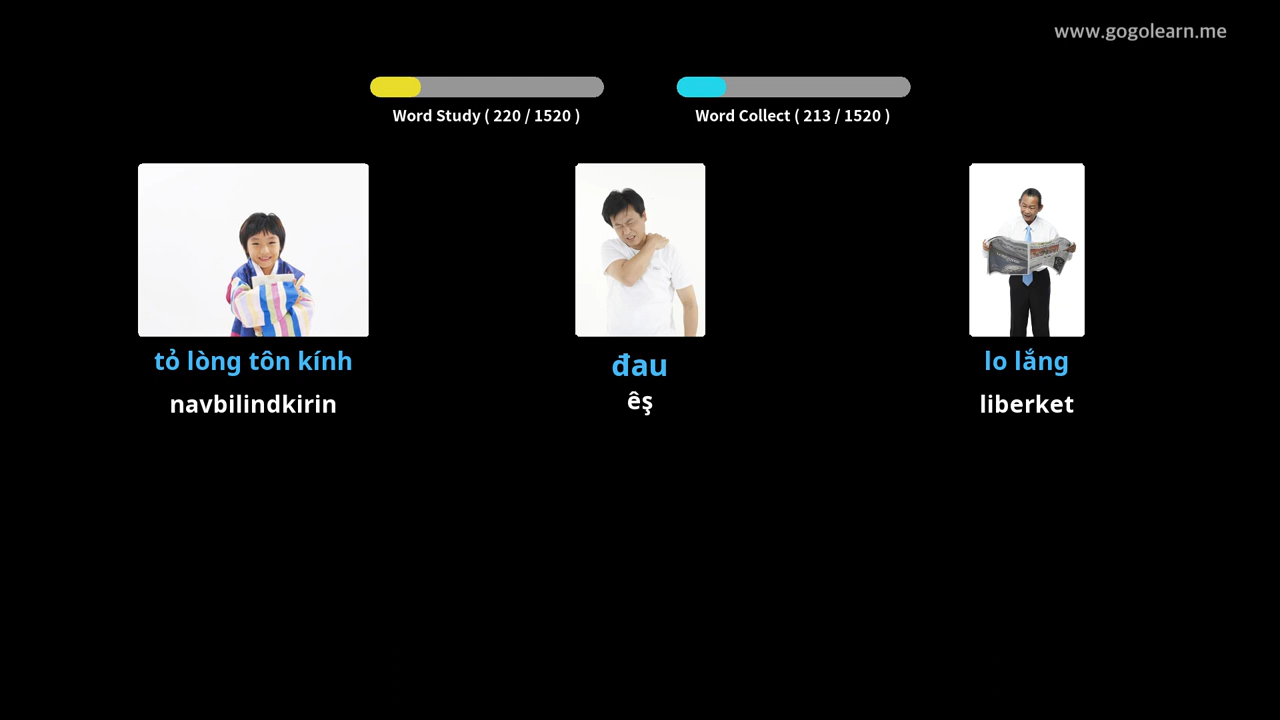 www.gogolearn.me
Word Study ( 220 / 1520 )
Word Collect ( 213 / 1520 )
tỏ lòng tôn kính
navbilindkirin
đau
êş
lo lắng
liberket